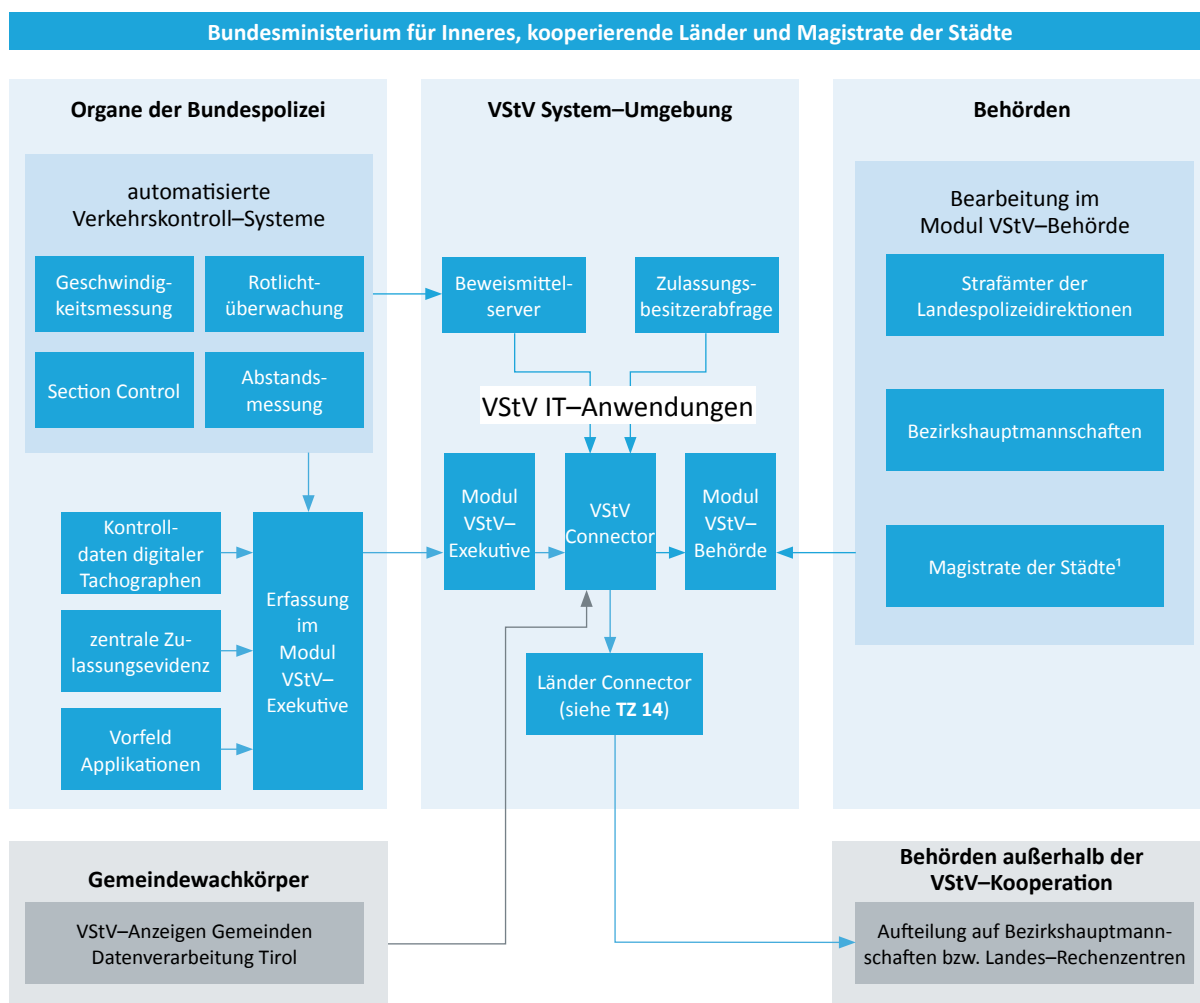 Bundesministerium für Inneres, kooperierende Länder und Magistrate der Städte
Organe der Bundespolizei
automatisierte
Verkehrskontroll–Systeme
Geschwindig-
keitsmessung
Rotlicht-
überwachung
Section Control
Abstands-
messung
Kontroll-
daten digitaler
Tachographen
zentrale Zu-
lassungsevidenz
Vorfeld
Applikationen
Erfassung
im
Modul
VStV–
Exekutive
VStV System–Umgebung
Beweismittel-
server
Zulassungs-
besitzerabfrage
VStV IT–Anwendungen
Modul
VStV–
Exekutive
VStV
Connector
Modul
VStV–
Behörde
Länder Connector
(siehe TZ 14)
Behörden
Bearbeitung im
Modul VStV–Behörde
Strafämter der
Landespolizeidirektionen
Bezirkshauptmannschaften
Magistrate der Städte¹
Gemeindewachkörper
VStV–Anzeigen Gemeinden
Datenverarbeitung Tirol
Behörden außerhalb der
VStV–Kooperation
Aufteilung auf Bezirkshauptmann-
schaften bzw. Landes–Rechenzentren